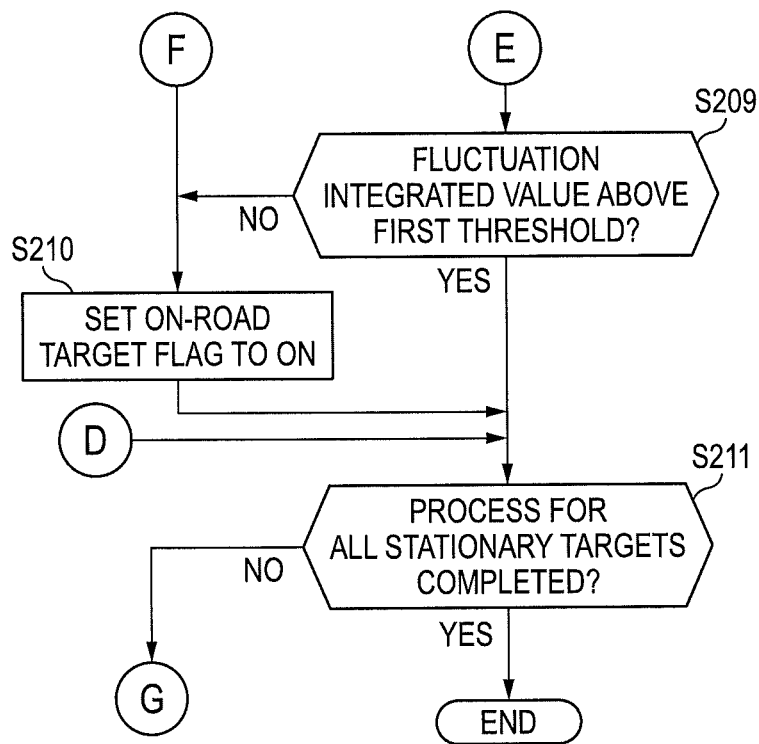 F
E
S209
FLUCTUATION
INTEGRATED VALUE ABOVE
FIRST THRESHOLD?
NO
YES
S210
SET ON-ROAD
TARGET FLAG TO ON
D
S211
PROCESS FOR
ALL STATIONARY TARGETS
COMPLETED?
NO
YES
G
END